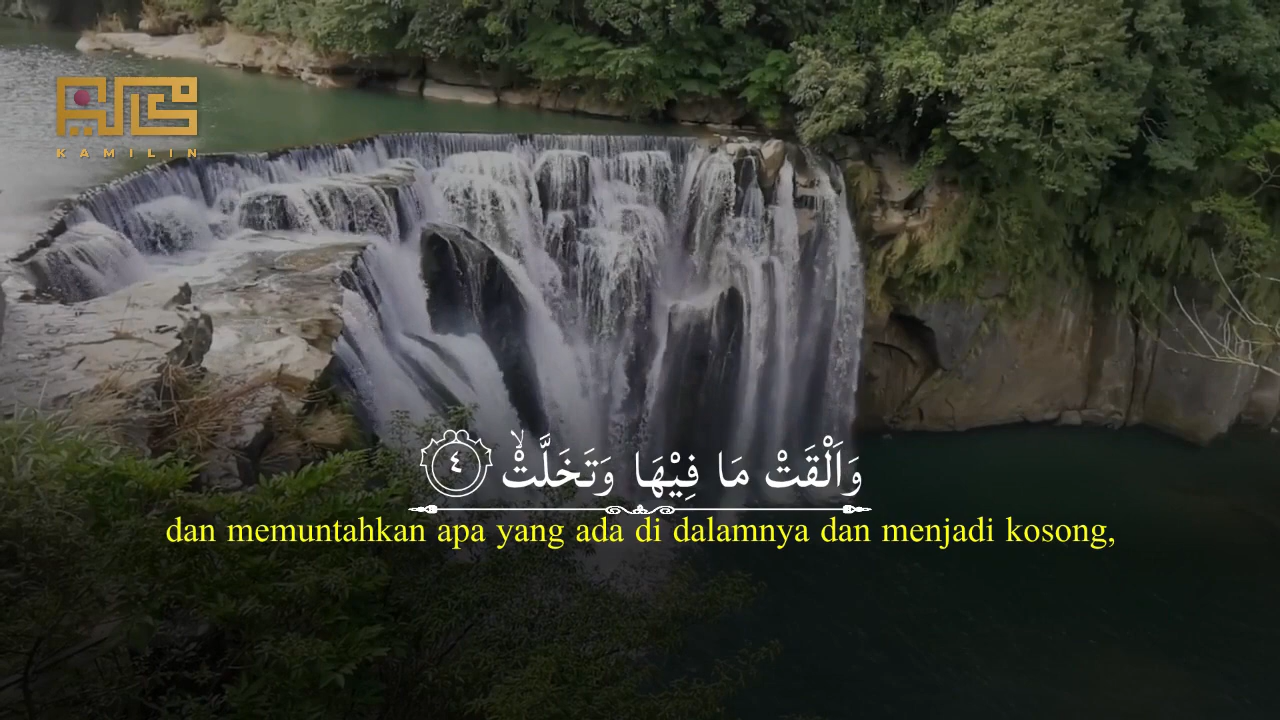 KAMILIN
وَاَلْقَتْ مَا فِيْهَا وَتَخَلَّتْۙ ٤
dan memuntahkan apa yang ada di dalamnya dan menjadi kosong,